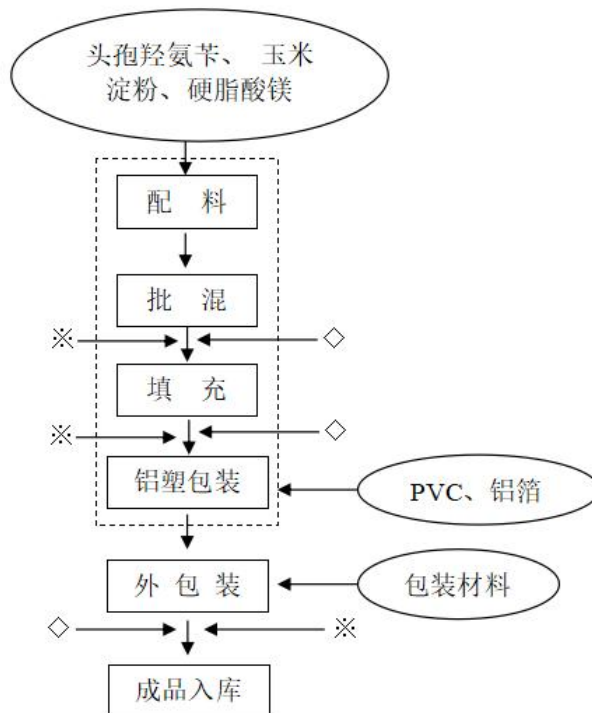 头孢羟氨苄、 玉米
淀粉、硬脂酸镁
配 料
批 混
※ ◇
填 充
※ ◇
铝塑包装 PVC、铝箔
外 包 装 包装材料
◇ ※
成品入库